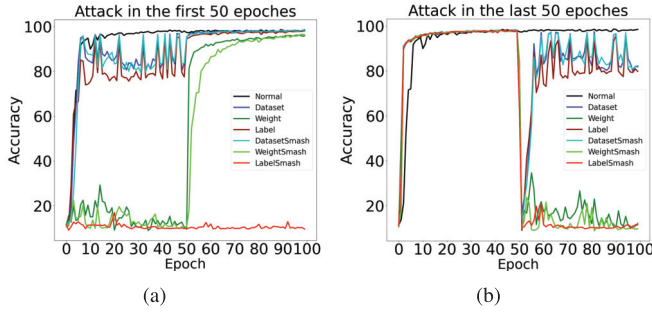 Attack in the first 50 epoches
100
80
60
40
20
Accuracy
Normal
Dataset
Weight
Label
DatasetSmash
WeightSmash
LabelSmash
0 10 20 30 40 50 60 70 80 90100
Epoch
(a)
Attack in the last 50 epoches
100
80
60
40
20
Accuracy
Normal
Dataset
Weight
Label
DatasetSmash
WeightSmash
LabelSmash
0 10 20 30 40 50 60 70 80 90100
Epoch
(b)